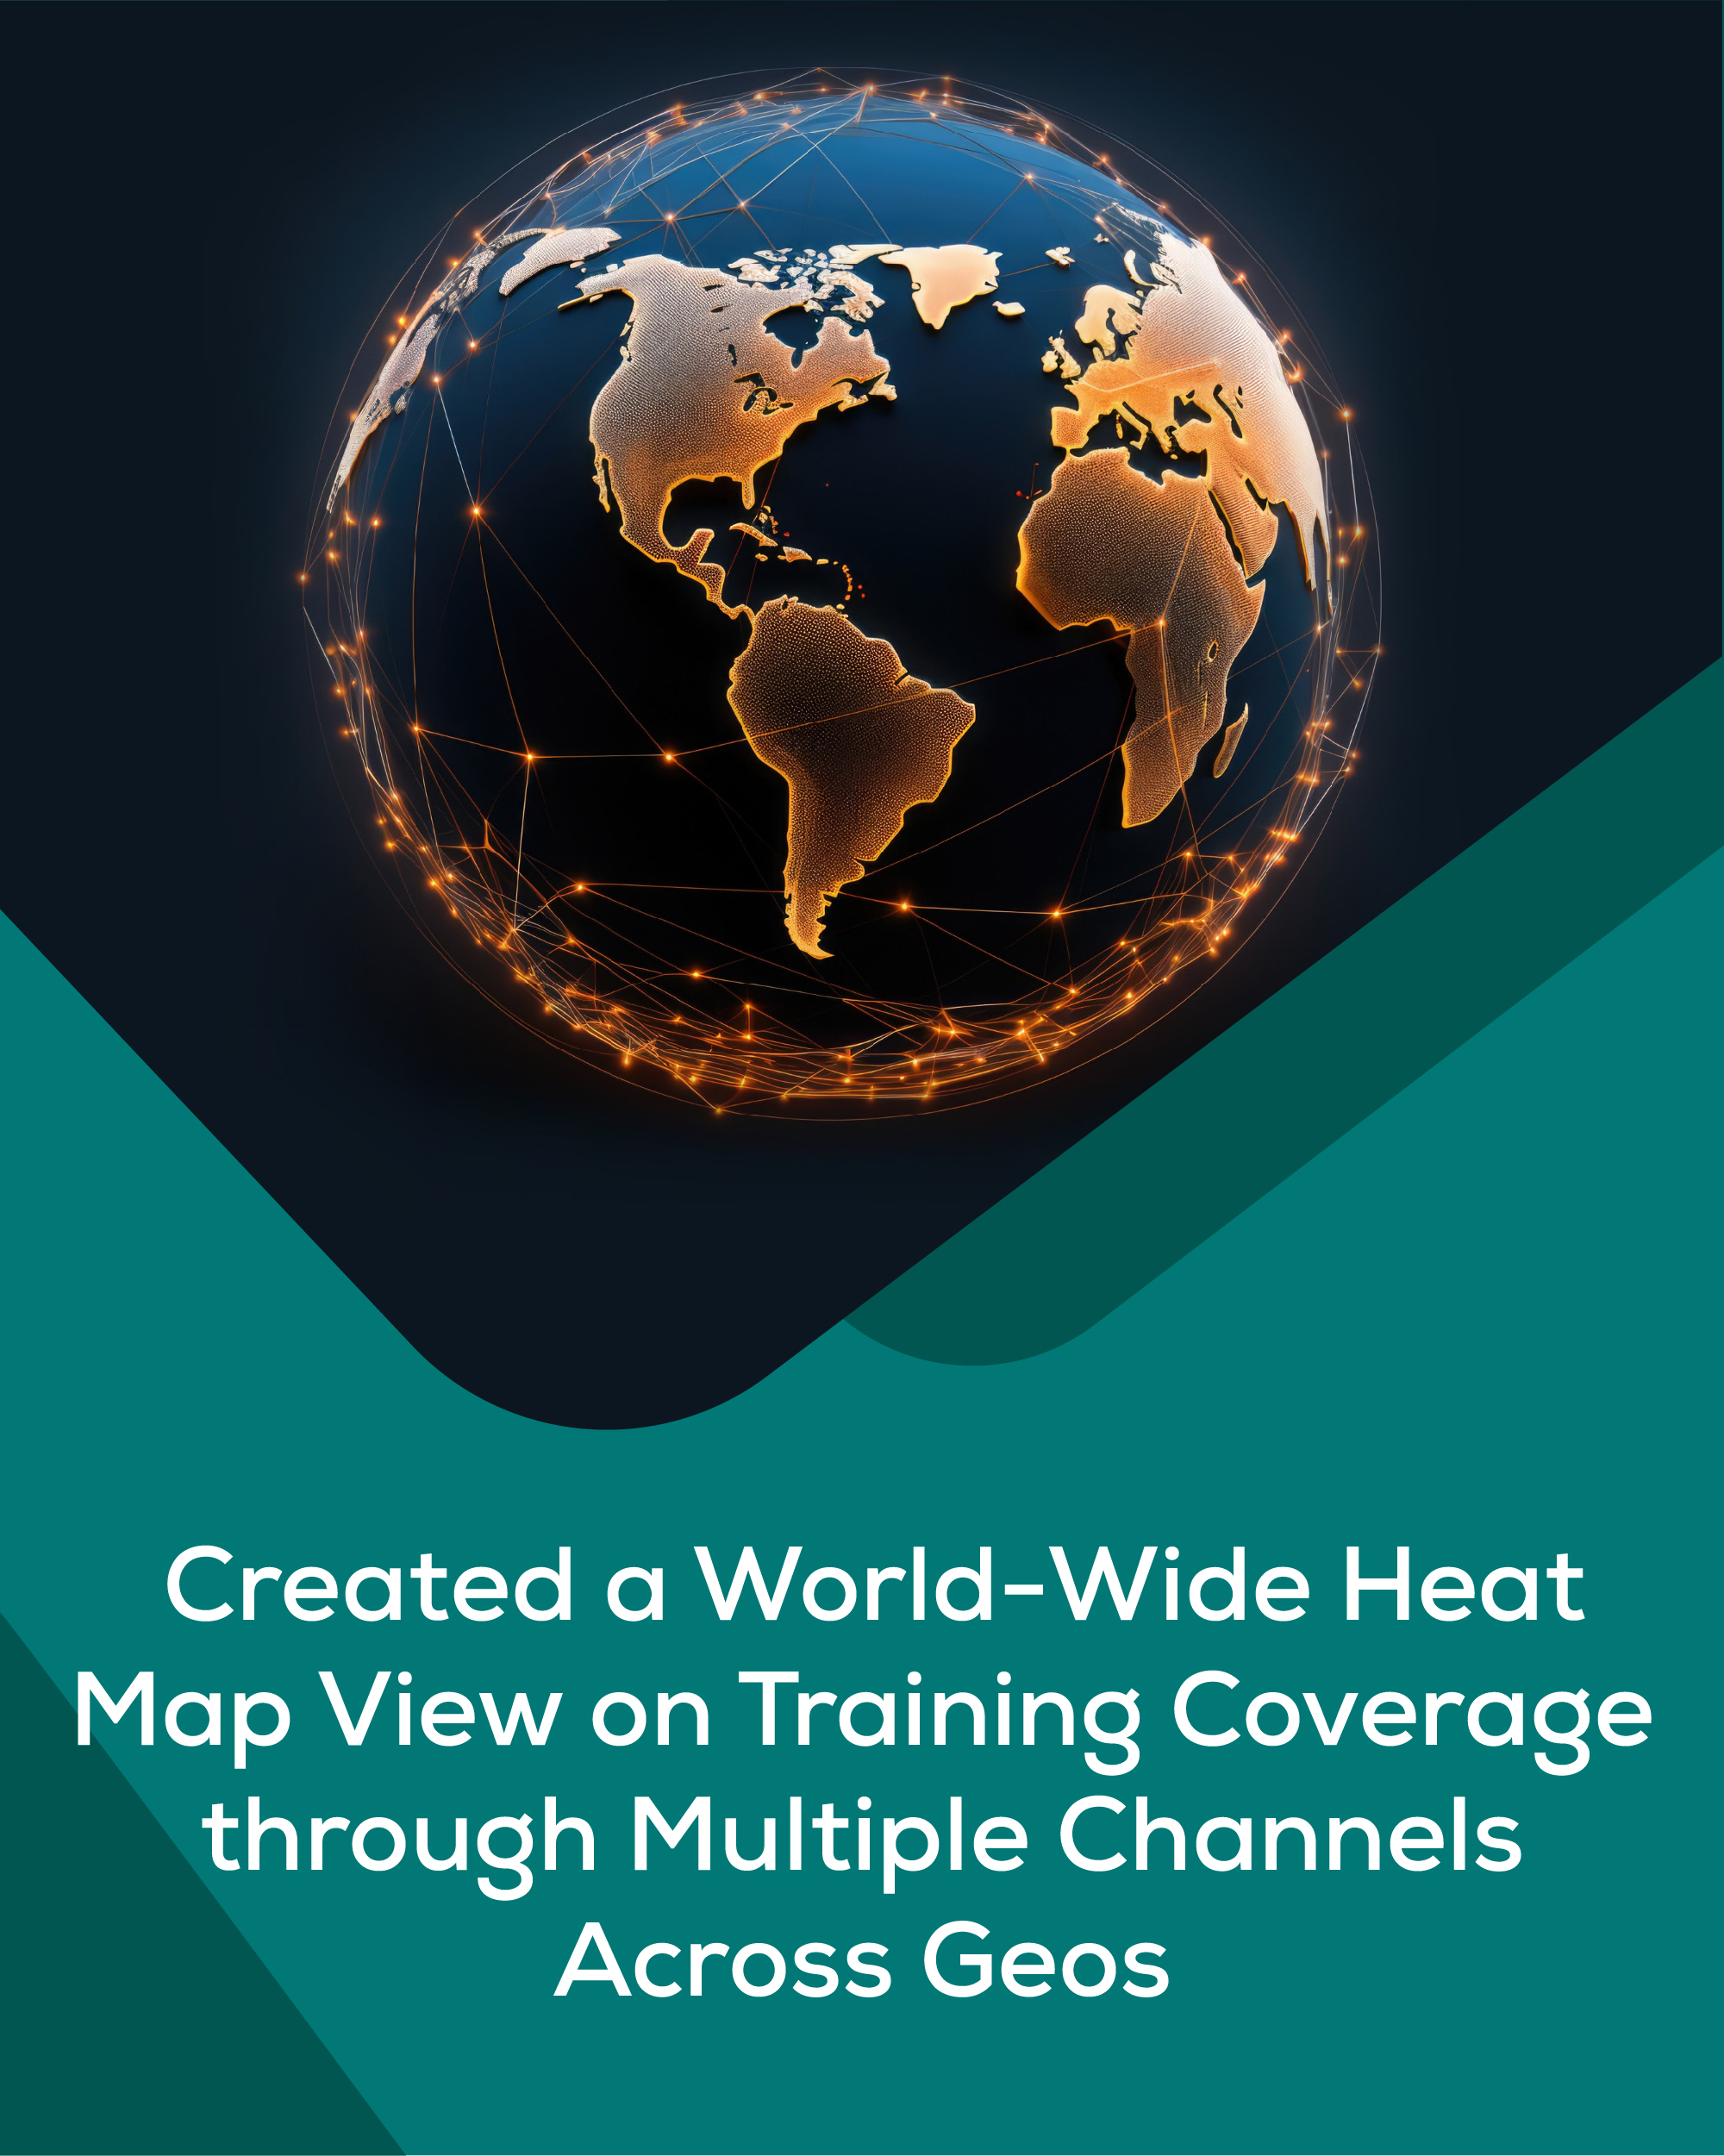 Created a World-Wide Heat
Map View on Training Coverage
through Multiple Channels
Across Geos